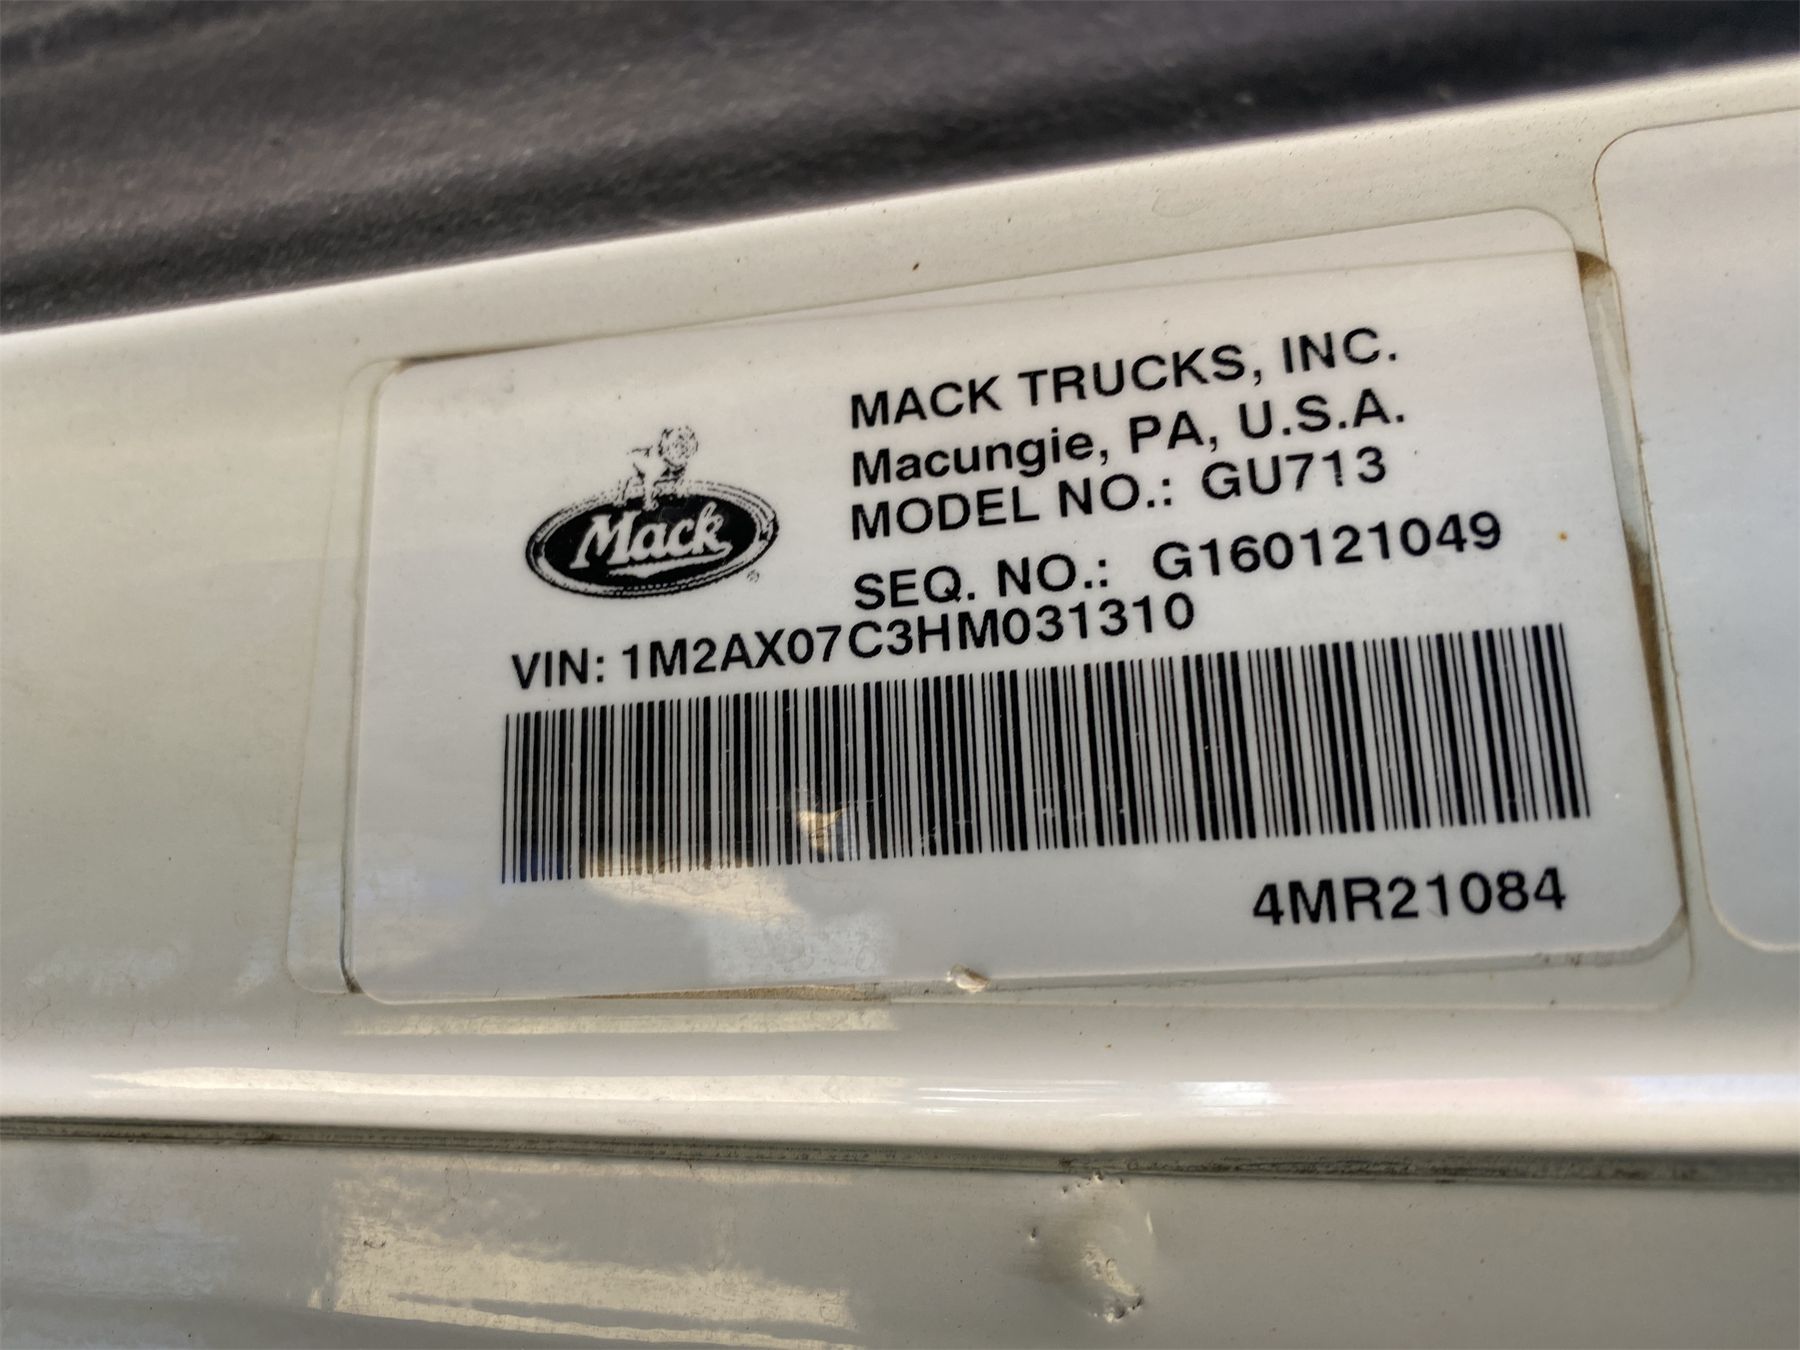 MACK TRUCKS, INC.
Macungie, PA, U.S.A.
MODEL NO.: GU713
SEQ. NO.: G160121049
Mack
®
VIN: 1M2AX07C3HM031310
4MR21084